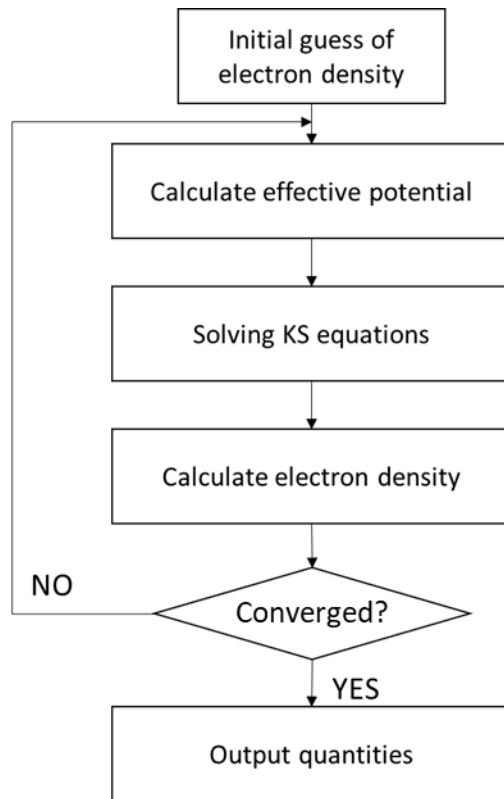 Initial guess of
electron density
Calculate effective potential
Solving KS equations
Calculate electron density
Converged?
NO
YES
Output quantities